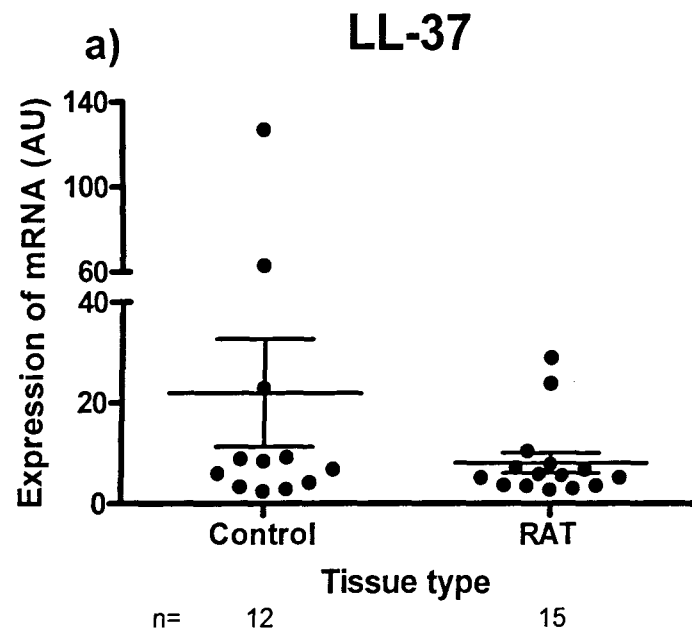 a) LL-37
Expression of mRNA (AU)
140
100
60
40
20
0
Control RAT
Tissue type
n= 12 15